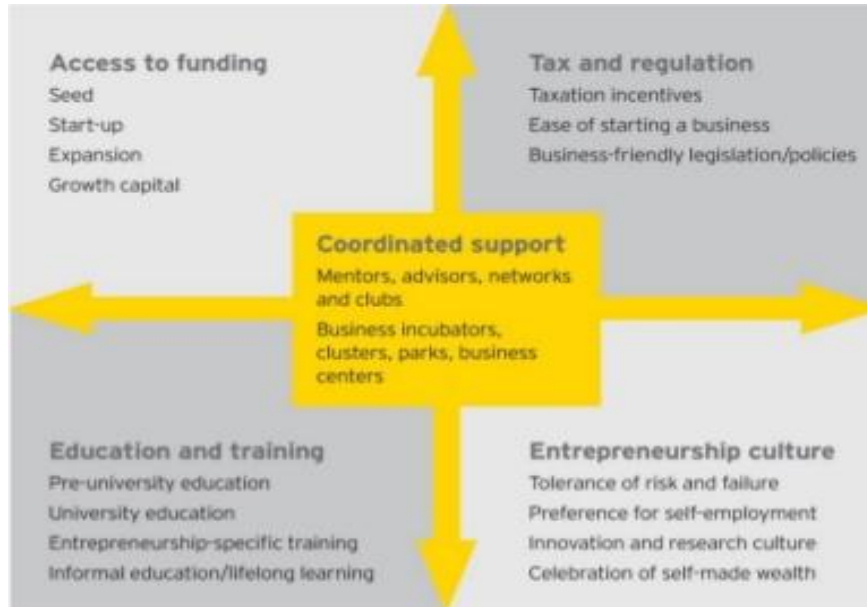 Access to funding
Seed
Start-up
Expansion
Growth capital
Tax and regulation
Taxation incentives
Ease of starting a business
Business-friendly legislation/policies
Coordinated support
Mentors, advisors, networks
and clubs
Business incubators,
clusters, parks, business
centers
Education and training
Pre-university education
University education
Entrepreneurship-specific training
Informal education/lifelong learning
Entrepreneurship culture
Tolerance of risk and failure
Preference for self-employment
Innovation and research culture
Celebration of self-made wealth